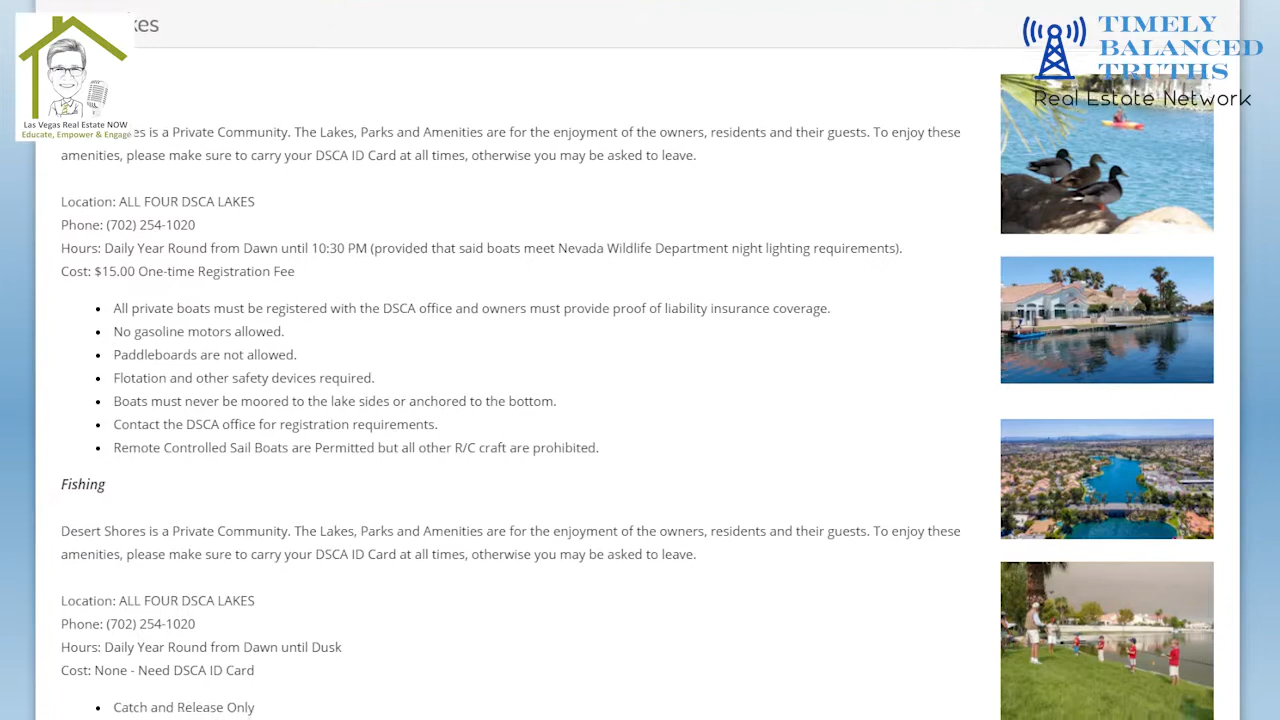 kes
Las Vegas Real Estate NOW
Educate, Empower & Engage
TIMELY
BALANCED
TRUTHS
Real Estate Network
es is a Private Community. The Lakes, Parks and Amenities are for the enjoyment of the owners, residents and their guests. To enjoy these
amenities, please make sure to carry your DSCA ID Card at all times, otherwise you may be asked to leave.
Location: ALL FOUR DSCA LAKES
Phone: (702) 254-1020
Hours: Daily Year Round from Dawn until 10:30 PM (provided that said boats meet Nevada Wildlife Department night lighting requirements).
Cost: $15.00 One-time Registration Fee
• All private boats must be registered with the DSCA office and owners must provide proof of liability insurance coverage.
• No gasoline motors allowed.
• Paddleboards are not allowed.
• Flotation and other safety devices required.
• Boats must never be moored to the lake sides or anchored to the bottom.
• Contact the DSCA office for registration requirements.
• Remote Controlled Sail Boats are Permitted but all other R/C craft are prohibited.
Fishing
Desert Shores is a Private Community. The Lakes, Parks and Amenities are for the enjoyment of the owners, residents and their guests. To enjoy these
amenities, please make sure to carry your DSCA ID Card at all times, otherwise you may be asked to leave.
Location: ALL FOUR DSCA LAKES
Phone: (702) 254-1020
Hours: Daily Year Round from Dawn until Dusk
Cost: None - Need DSCA ID Card
• Catch and Release Only